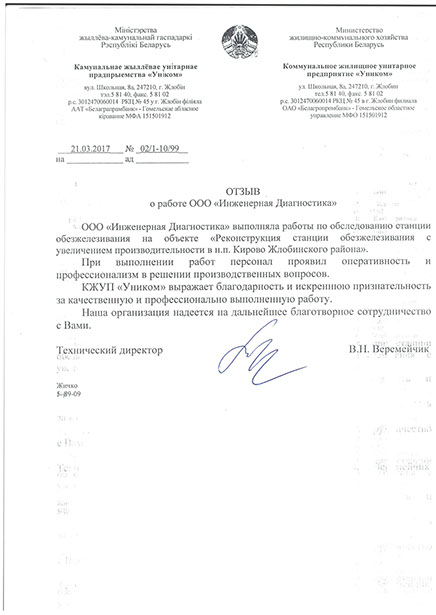 Міністэрства
жыллёва-камунальнай гаспадаркі
Рэспублікі Беларусь
Камунальнае жыллёвае унітарнае
прадпрыемства «Уніком»
вул. Школьная, 8а, 247210, г. Жлобін
тэл.5 81 40, факс. 5 81 02
р.с. 3012470060014 РКЦ № 45 у г. Жлобін філіяла
ААТ «Белаграпрамбанк» - Гомельскае абласное
кіраванне МФА 151501912
Министерство
жилищно-коммунального хозяйства
Республики Беларусь
Коммунальное жилищное унитарное
предприятие «Уником»
ул. Школьная, 8а, 247210, г. Жлобин
тел.5 81 40, факс. 5 81 02
р.с. 3012470060014 РКЦ № 45 в г. Жлобин филиала
ОАО «Белагропромбанк» - Гомельское областное
управление МФО 151501912
21.03.2017 № 02/1-10/99
на ад
ОТЗЫВ
о работе ООО «Инженерная Диагностика»
ООО «Инженерная Диагностика» выполняла работы по обследованию станции
обезжелезивания на объекте «Реконструкция станции обезжелезивания с
увеличением производительности в н.п. Кирово Жлобинского района».
При выполнении работ персонал проявил оперативность и
профессионализм в решении производственных вопросов.
КЖУП «Уником» выражает благодарность и искреннюю признательность
за качественную и профессионально выполненную работу.
Наша организация надеется на дальнейшее благотворное сотрудничество
с Вами.
Технический директор В.П. Веремейчик
Жичко
5-89-09